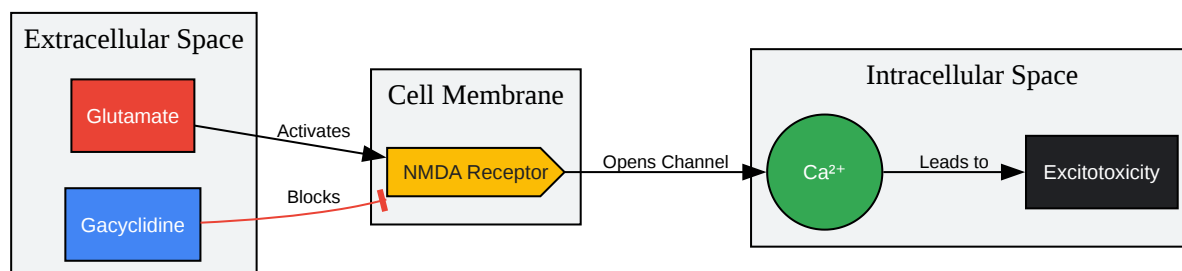 Extracellular Space
Glutamate
Gacyclidine
Activates
Blocks
Cell Membrane
NMDA Receptor
Opens Channel
Intracellular Space
Ca²⁺
Leads to
Excitotoxicity